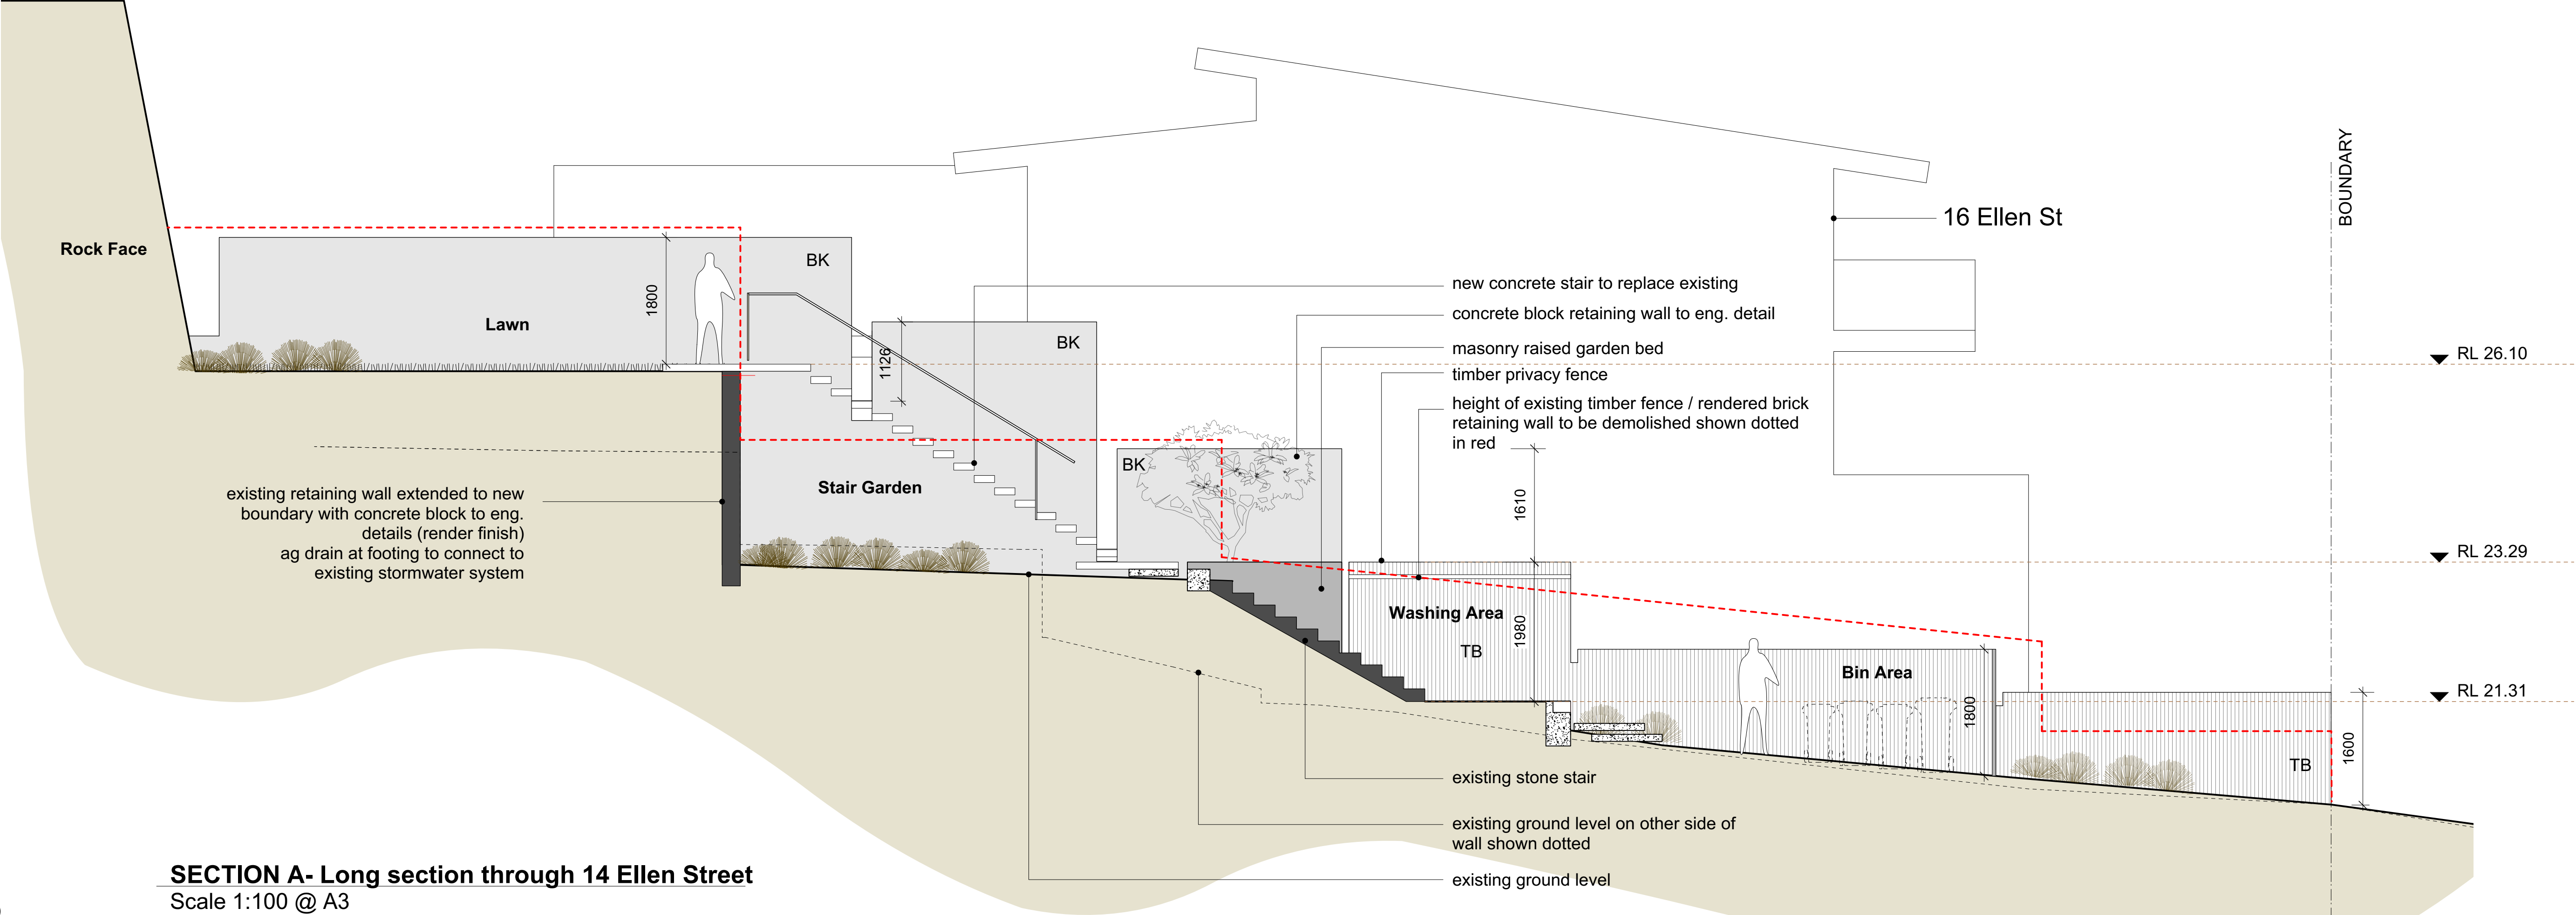 BOUNDARY
16 Ellen St
Rock Face
BK
1800
Lawn
new concrete stair to replace existing
concrete block retaining wall to eng. detail
masonry raised garden bed
timber privacy fence
height of existing timber fence / rendered brick
retaining wall to be demolished shown dotted
in red
BK
1126
RL 26.10
BK
Stair Garden
1610
existing retaining wall extended to new
boundary with concrete block to eng.
details (render finish)
ag drain at footing to connect to
existing stormwater system
RL 23.29
Washing Area
1980
TB
Bin Area
1800
RL 21.31
1600
TB
existing stone stair
existing ground level on other side of
wall shown dotted
existing ground level
SECTION A- Long section through 14 Ellen Street
Scale 1:100 @ A3